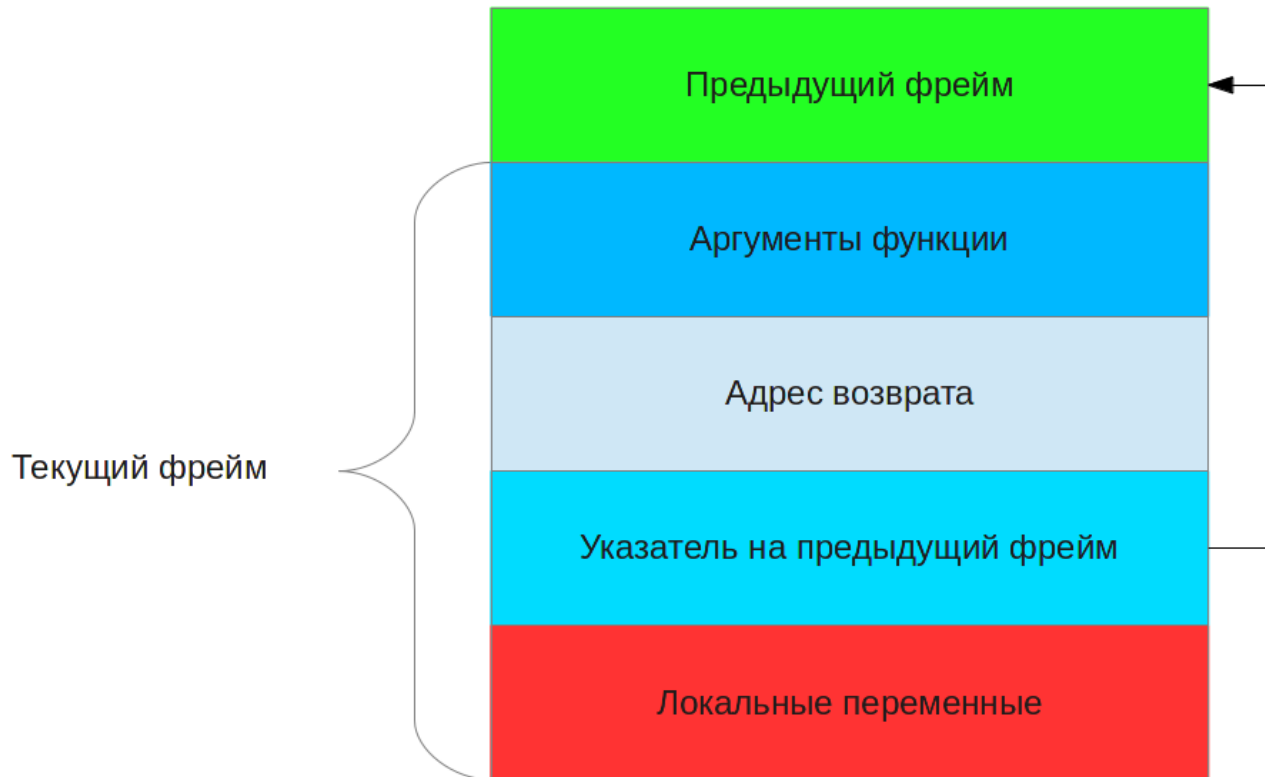 Предыдущий фрейм
Аргументы функции
Адрес возврата
Текущий фрейм
Указатель на предыдущий фрейм
Локальные переменные